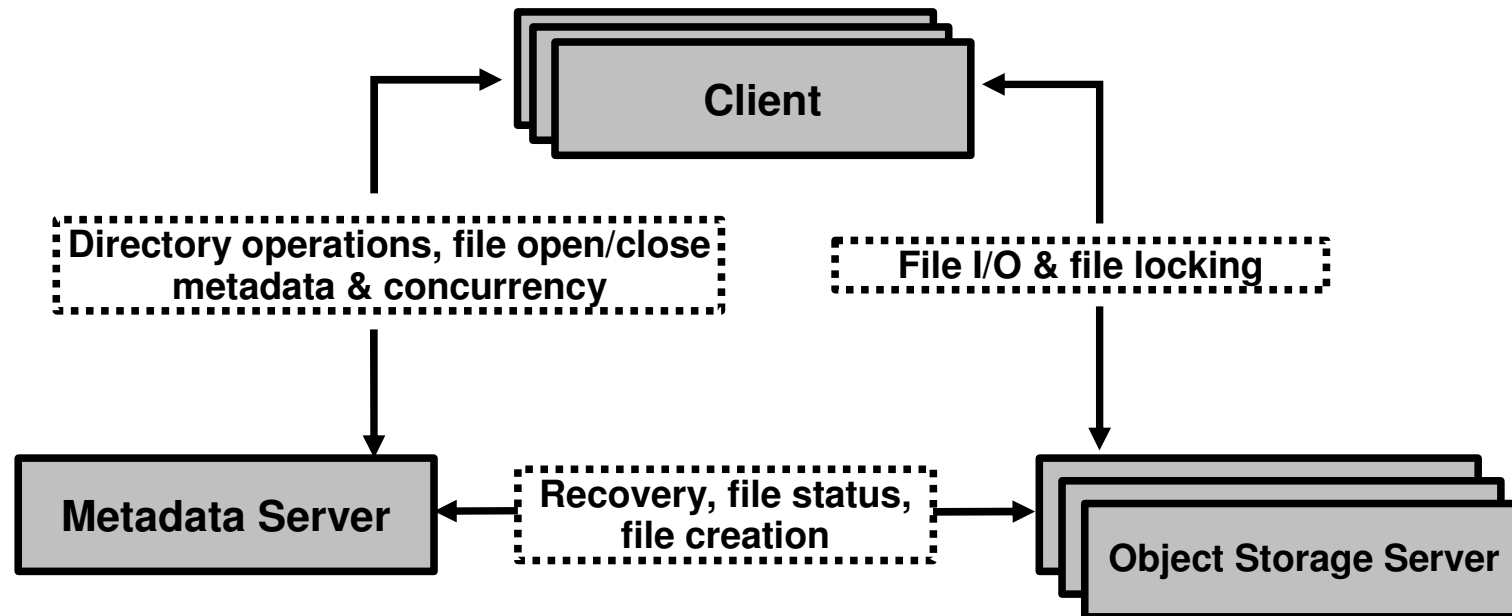 Client
Directory operations, file open/close
metadata & concurrency
File I/O & file locking
Metadata Server
Recovery, file status,
file creation
Object Storage Server